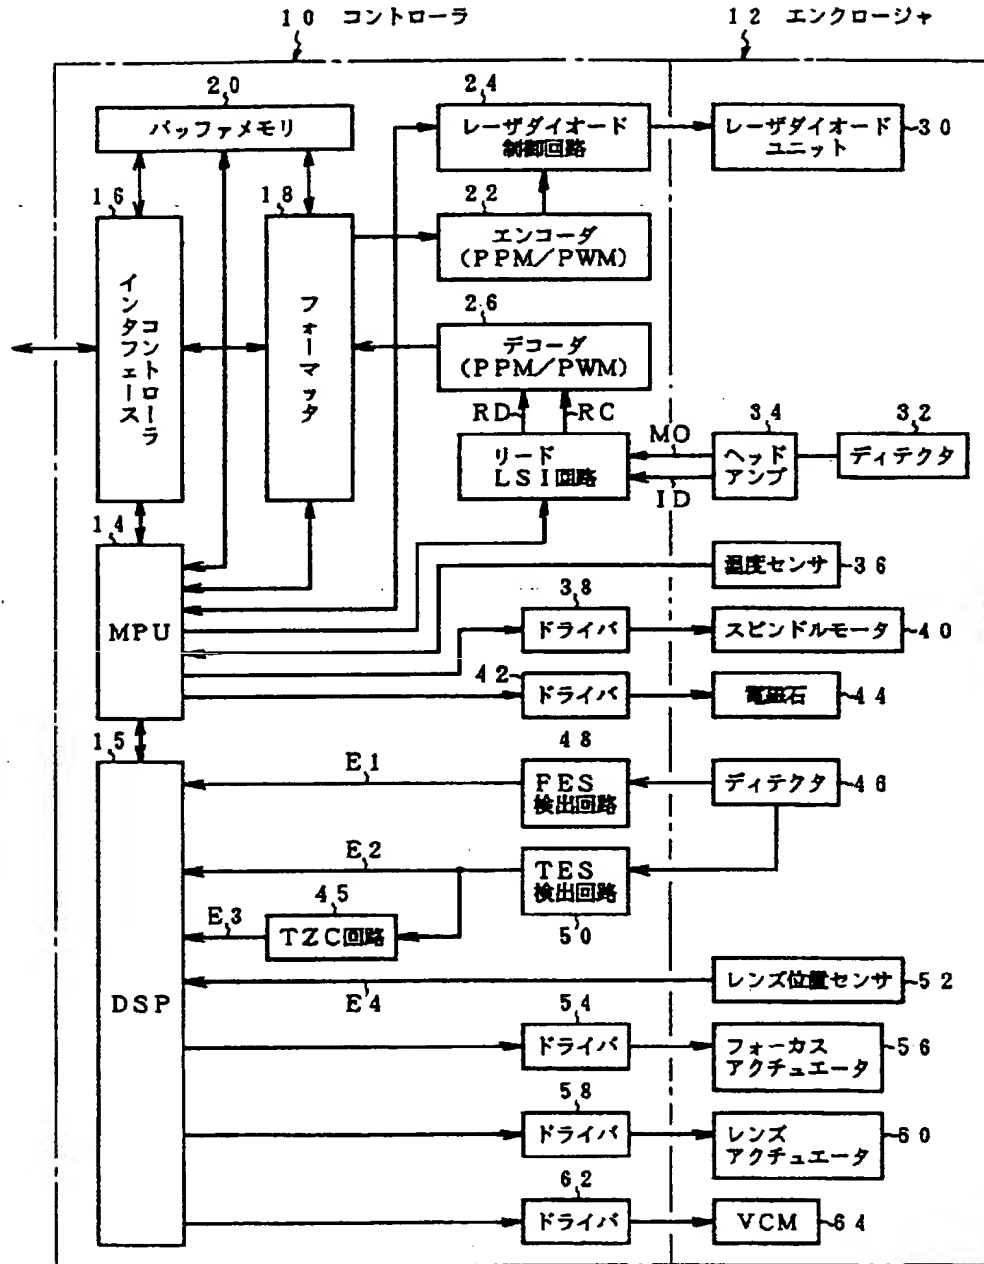 10 コントローラ
12 エンクロージャ
20
バッファメモリ
24
レーザダイオード
制御回路
レーザダイオード
ユニット
30
16
インタフェース
コントローラ
18
フォーマッタ
22
エンコーダ
(PPM/PWM)
26
デコーダ
(PPM/PWM)
RD
RC
リード
LSI回路
MO
ID
34
ヘッド
アンプ
32
ディテクタ
14
MPU
温度センサ
36
38
ドライバ
スピンドルモータ
40
42
ドライバ
電磁石
44
15
DSP
E1
48
FES
検出回路
ディテクタ
46
E2
TES
検出回路
50
E3
45
TZC回路
E4
レンズ位置センサ
52
54
ドライバ
フォーカス
アクチュエータ
56
58
ドライバ
レンズ
アクチュエータ
60
62
ドライバ
VCM
64